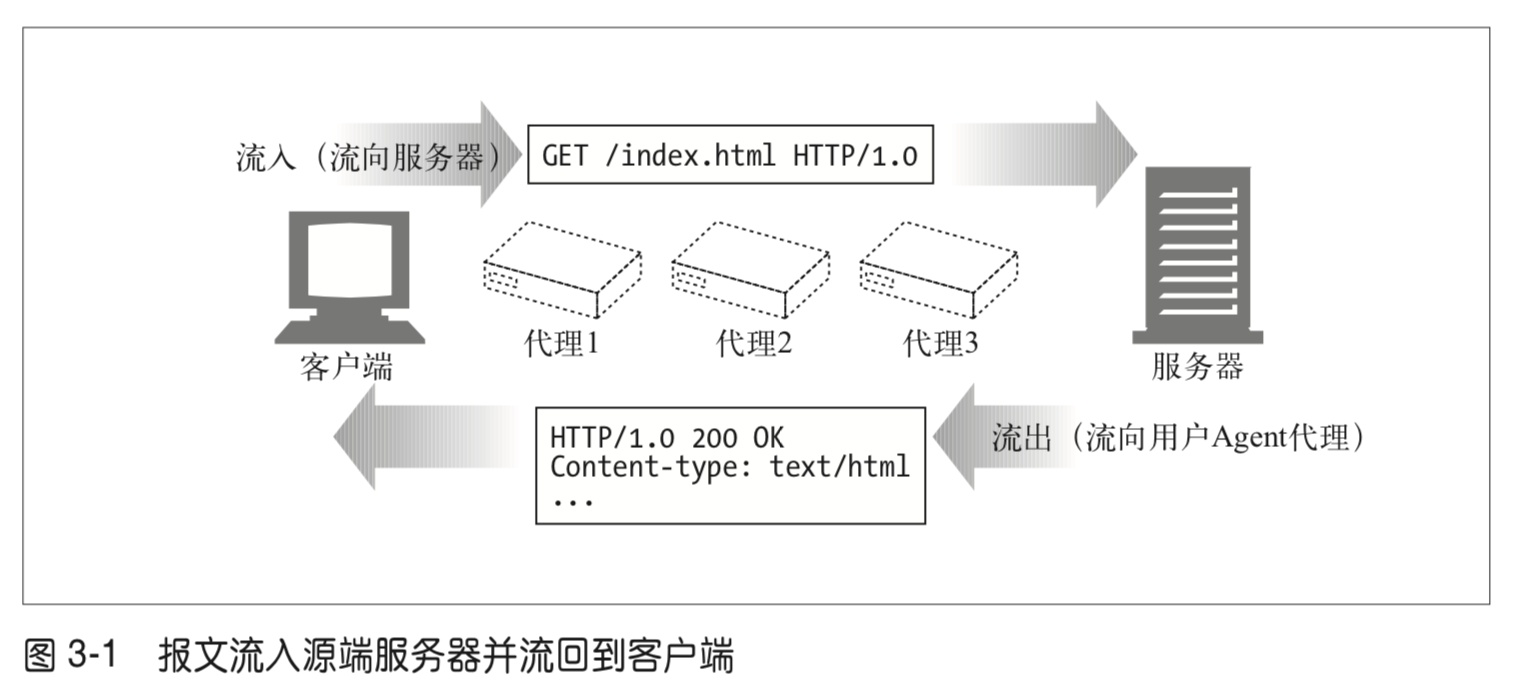 流入（流向服务器）
GET /index.html HTTP/1.0
代理1
代理2
代理3
客户端
服务器
HTTP/1.0 200 OK
Content-type: text/html
...
流出（流向用户Agent代理）
图 3-1 报文流入源端服务器并流回到客户端